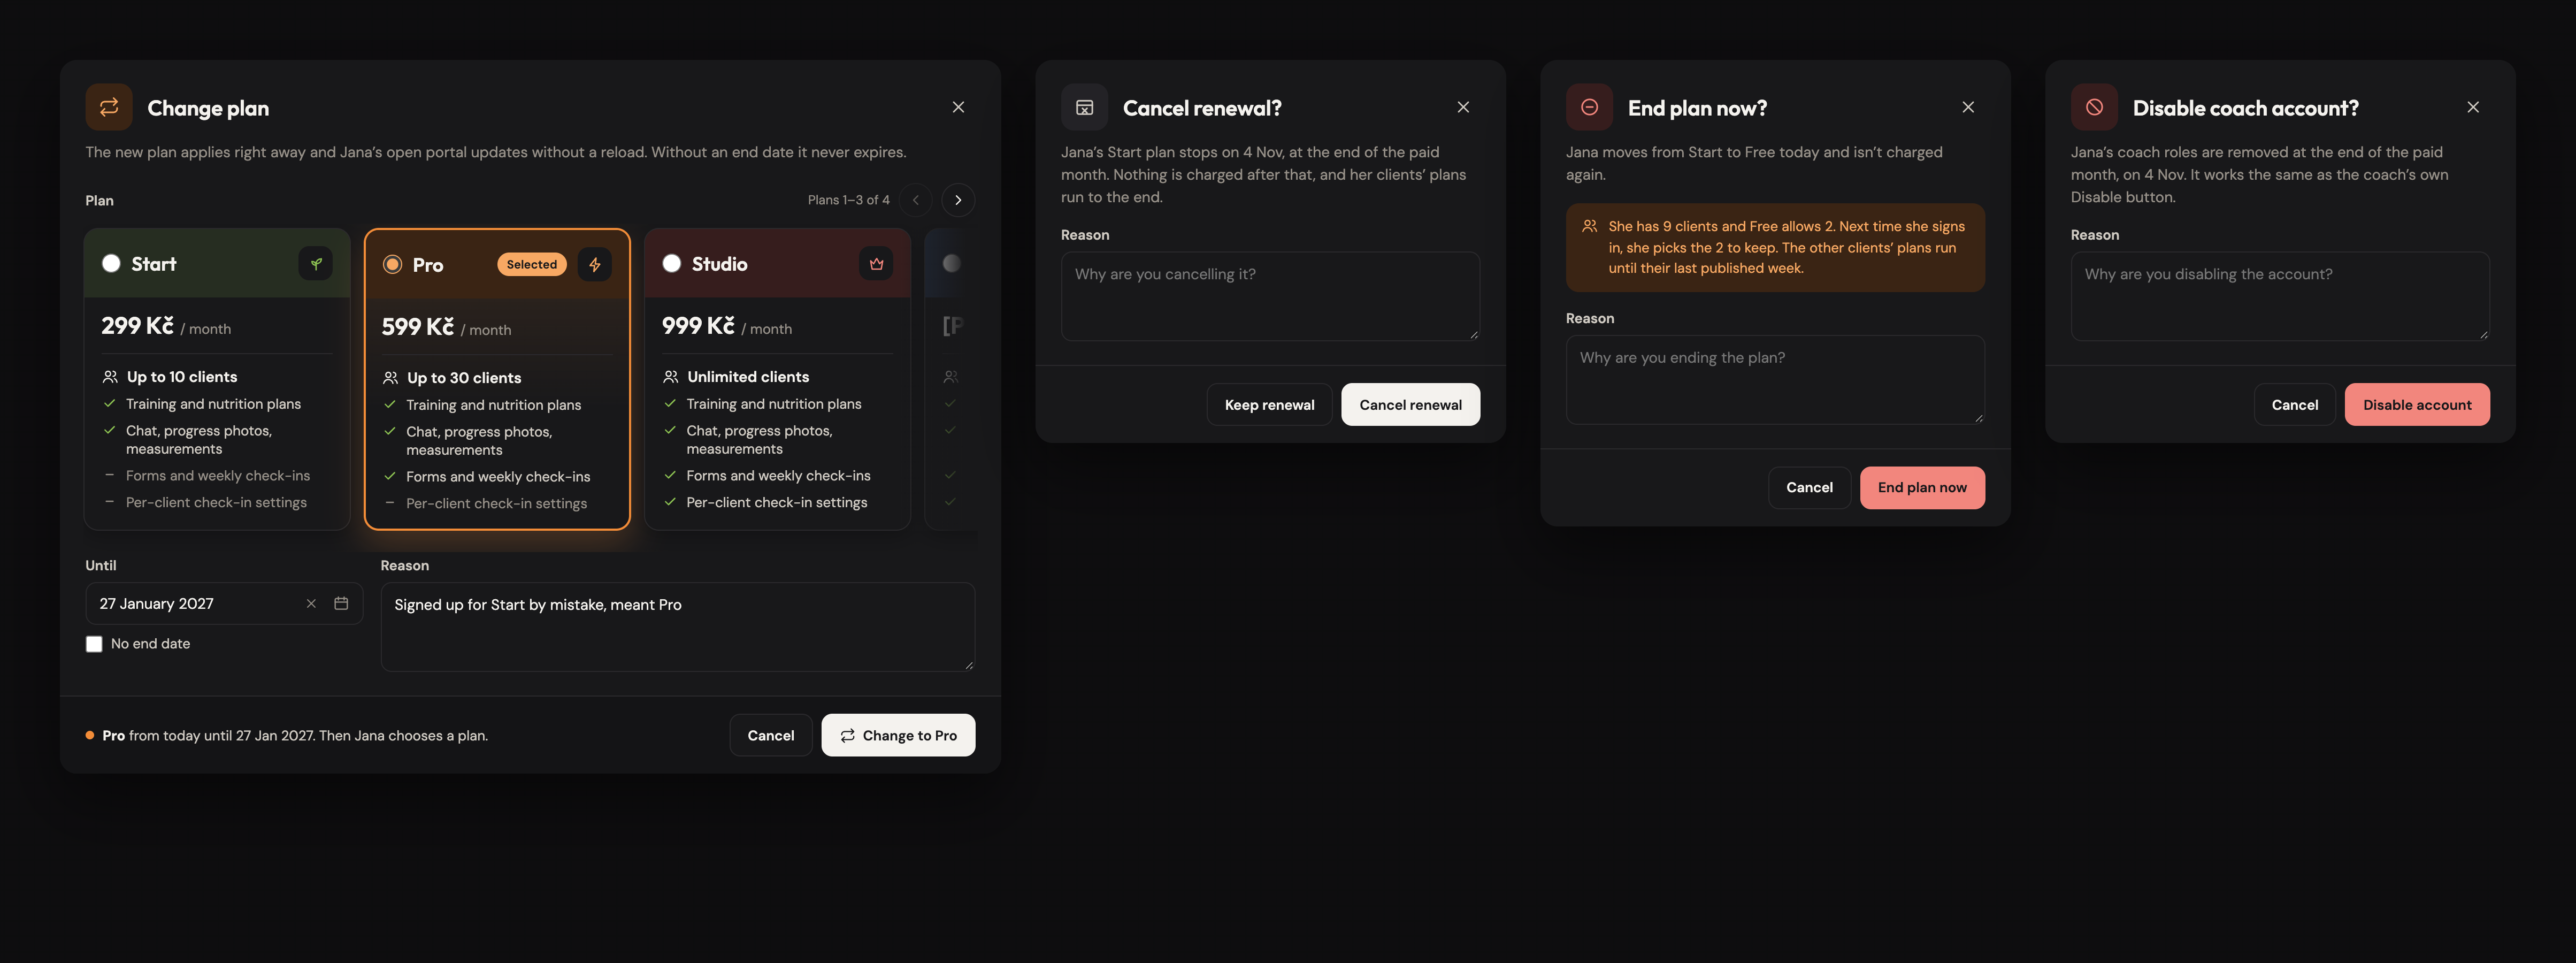 Change plan
The new plan applies right away and Jana’s open portal updates without a reload. Without an end date it never expires.
Plan
Plans 1–3 of 4
Start
299 Kč / month
Up to 10 clients
Training and nutrition plans
Chat, progress photos,
measurements
Forms and weekly check-ins
Per-client check-in settings
Pro
Selected
599 Kč / month
Up to 30 clients
Training and nutrition plans
Chat, progress photos,
measurements
Forms and weekly check-ins
Per-client check-in settings
Studio
999 Kč / month
Unlimited clients
Training and nutrition plans
Chat, progress photos,
measurements
Forms and weekly check-ins
Per-client check-in settings
[P
Until
27 January 2027
No end date
Reason
Signed up for Start by mistake, meant Pro
Pro from today until 27 Jan 2027. Then Jana chooses a plan.
Cancel
Change to Pro
Cancel renewal?
Jana’s Start plan stops on 4 Nov, at the end of the paid
month. Nothing is charged after that, and her clients’ plans
run to the end.
Reason
Why are you cancelling it?
Keep renewal
Cancel renewal
End plan now?
Jana moves from Start to Free today and isn’t charged
again.
She has 9 clients and Free allows 2. Next time she signs
in, she picks the 2 to keep. The other clients’ plans run
until their last published week.
Reason
Why are you ending the plan?
Cancel
End plan now
Disable coach account?
Jana’s coach roles are removed at the end of the paid
month, on 4 Nov. It works the same as the coach’s own
Disable button.
Reason
Why are you disabling the account?
Cancel
Disable account